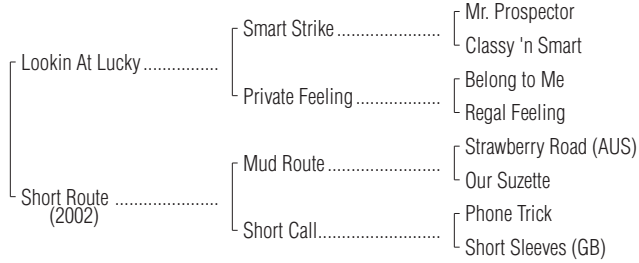 Mr. Prospector
Smart Strike ......................
Classy 'n Smart
Lookin At Lucky ................
Belong to Me
Private Feeling ..................
Regal Feeling
Strawberry Road (AUS)
Mud Route ........................
Our Suzette
Short Route ......................
(2002)
Phone Trick
Short Call..........................
Short Sleeves (GB)